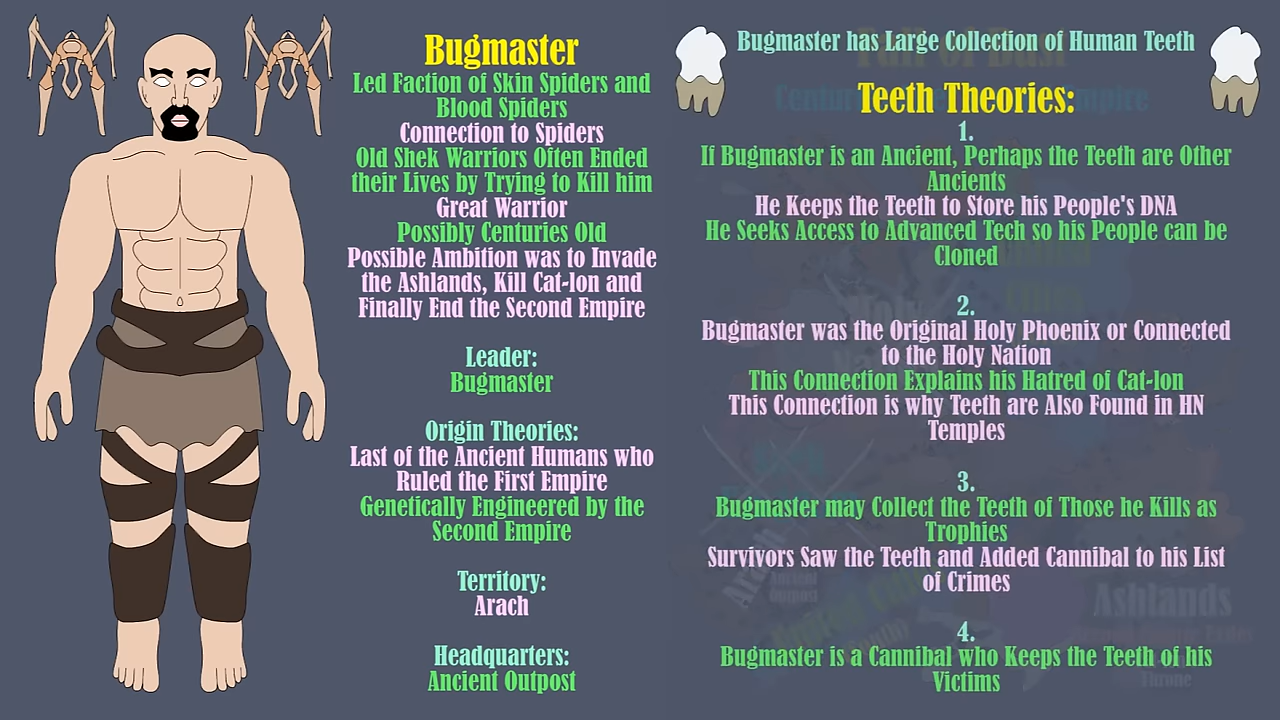 Bugmaster
Led Faction of Skin Spiders and
Blood Spiders
Connection to Spiders
Old Shek Warriors Often Ended
their Lives by Trying to Kill him
Great Warrior
Possibly Centuries Old
Possible Ambition was to Invade
the Ashlands, Kill Cat-lon and
Finally End the Second Empire
Leader:
Bugmaster
Origin Theories:
Last of the Ancient Humans who
Ruled the First Empire
Genetically Engineered by the
Second Empire
Territory:
Arach
Headquarters:
Ancient Outpost
Bugmaster has Large Collection of Human Teeth
Teeth Theories:
1.
If Bugmaster is an Ancient, Perhaps the Teeth are Other
Ancients
He Keeps the Teeth to Store his People's DNA
He Seeks Access to Advanced Tech so his People can be
Cloned
2.
Bugmaster was the Original Holy Phoenix or Connected
to the Holy Nation
This Connection Explains his Hatred of Cat-lon
This Connection is why Teeth are Also Found in HN
Temples
3.
Bugmaster may Collect the Teeth of Those he Kills as
Trophies
Survivors Saw the Teeth and Added Cannibal to his List
of Crimes
4.
Bugmaster is a Cannibal who Keeps the Teeth of his
Victims
Arach
Ancient
Outpost
Ashlands
Throne